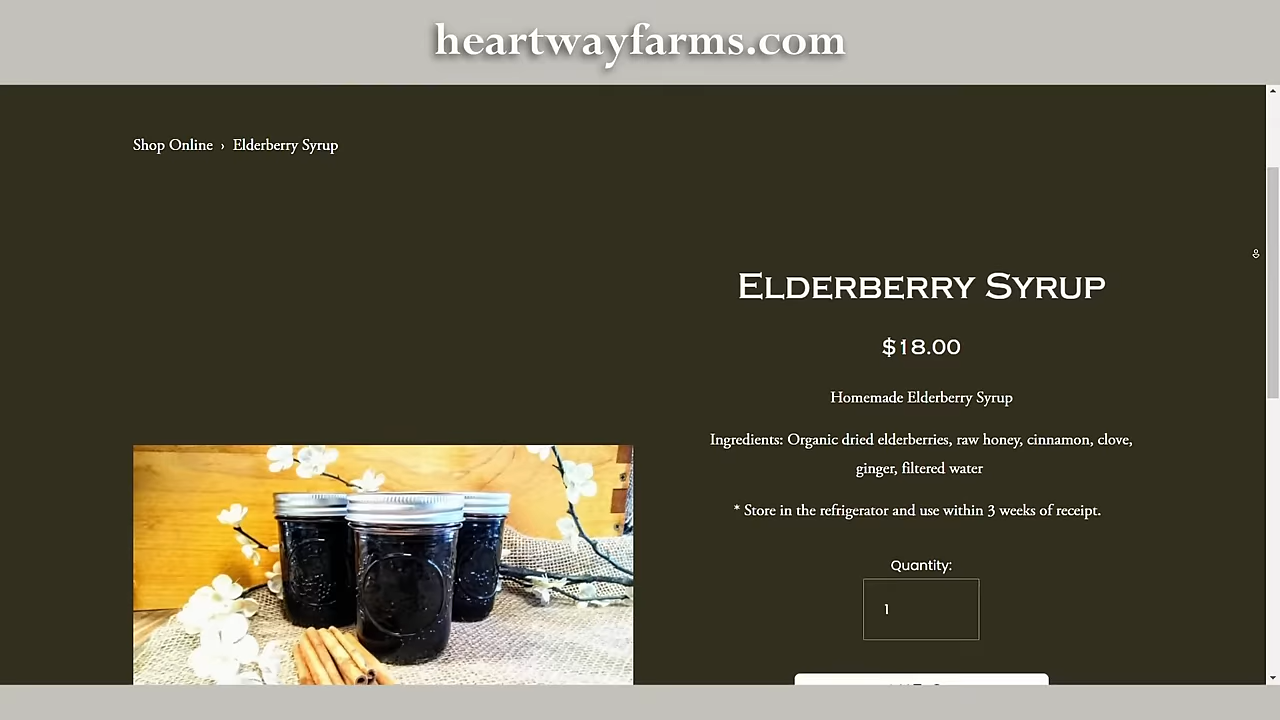 heartwayfarms.com
Shop Online › Elderberry Syrup
Elderberry Syrup
$18.00
Homemade Elderberry Syrup
Ingredients: Organic dried elderberries, raw honey, cinnamon, clove,
ginger, filtered water
* Store in the refrigerator and use within 3 weeks of receipt.
Quantity:
1